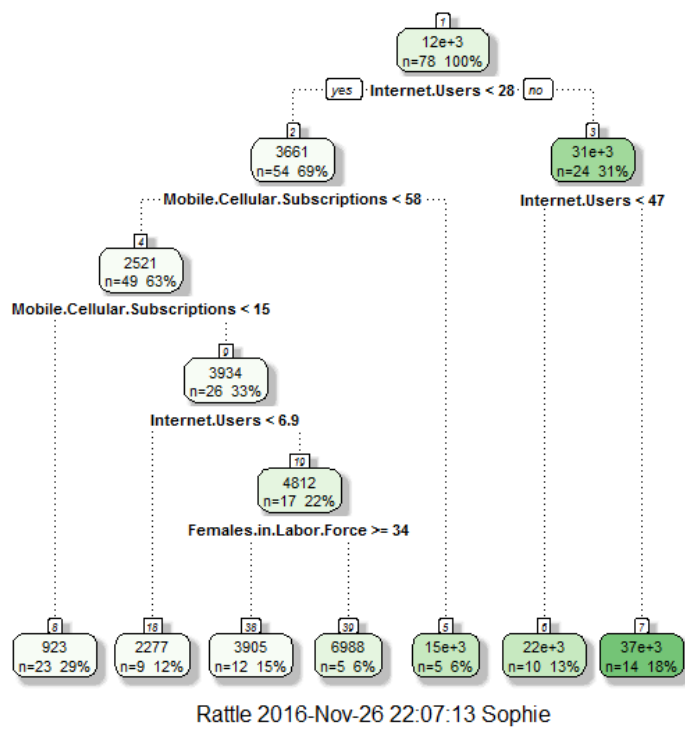 1
12e+3
n=78 100%
yes Internet.Users < 28 no
2
3661
n=54 69%
3
31e+3
n=24 31%
Mobile.Cellular.Subscriptions < 58
Internet.Users < 47
4
2521
n=49 63%
Mobile.Cellular.Subscriptions < 15
9
3934
n=26 33%
Internet.Users < 6.9
19
4812
n=17 22%
Females.in.Labor.Force >= 34
8
923
n=23 29%
18
2277
n=9 12%
38
3905
n=12 15%
39
6988
n=5 6%
5
15e+3
n=5 6%
6
22e+3
n=10 13%
7
37e+3
n=14 18%
Rattle 2016-Nov-26 22:07:13 Sophie